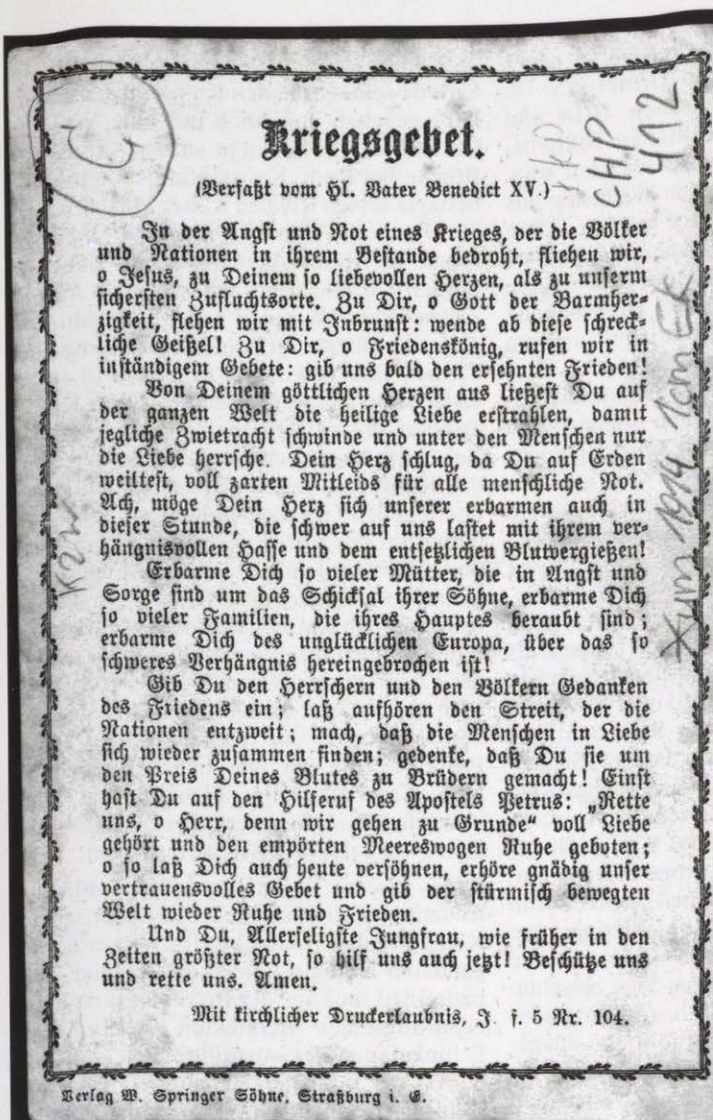 C
Kriegsgebet.
CHP
412
(Verfaßt vom Hl. Vater Benedict XV.)
In der Angst und Not eines Krieges, der die Völker
und Nationen in ihrem Bestande bedroht, fliehen wir,
o Jesus, zu Deinem so liebevollen Herzen, als zu unserm
sichersten Zufluchtsorte. Zu Dir, o Gott der Barmher-
zigkeit, flehen wir mit Inbrunst: wende ab diese schreck-
liche Geißel! Zu Dir, o Friedenskönig, rufen wir in
inständigem Gebete: gib uns bald den ersehnten Frieden!
Von Deinem göttlichen Herzen aus ließest Du auf
der ganzen Welt die heilige Liebe erstrahlen, damit
jegliche Zwietracht schwinde und unter den Menschen nur
die Liebe herrsche. Dein Herz schlug, da Du auf Erden
weiltest, voll zarten Mitleids für alle menschliche Not.
Ach, möge Dein Herz sich unserer erbarmen auch in
dieser Stunde, die schwer auf uns lastet mit ihrem ver-
hängnisvollen Hasse und dem entsetzlichen Blutvergießen!
Erbarme Dich so vieler Mütter, die in Angst und
Sorge sind um das Schicksal ihrer Söhne, erbarme Dich
so vieler Familien, die ihres Hauptes beraubt sind;
erbarme Dich des unglücklichen Europa, über das so
schweres Verhängnis hereingebrochen ist!
Gib Du den Herrschern und den Völkern Gedanken
des Friedens ein; laß aufhören den Streit, der die
Nationen entzweit; mach, daß die Menschen in Liebe
sich wieder zusammen finden; gedenke, daß Du sie um
den Preis Deines Blutes zu Brüdern gemacht! Einst
hast Du auf den Hilferuf des Apostels Petrus: „Rette
uns, o Herr, denn wir gehen zu Grunde“ voll Liebe
gehört und den empörten Meereswogen Ruhe geboten;
o so laß Dich auch heute versöhnen, erhöre gnädig unser
vertrauensvolles Gebet und gib der stürmisch bewegten
Welt wieder Ruhe und Frieden.
Und Du, Allerseligste Jungfrau, wie früher in den
Zeiten größter Not, so hilf uns auch jetzt! Beschütze uns
und rette uns. Amen.
Mit kirchlicher Druckerlaubnis, J. f. 5 Nr. 104.
Verlag W. Springer Söhne, Straßburg i. E.
1914